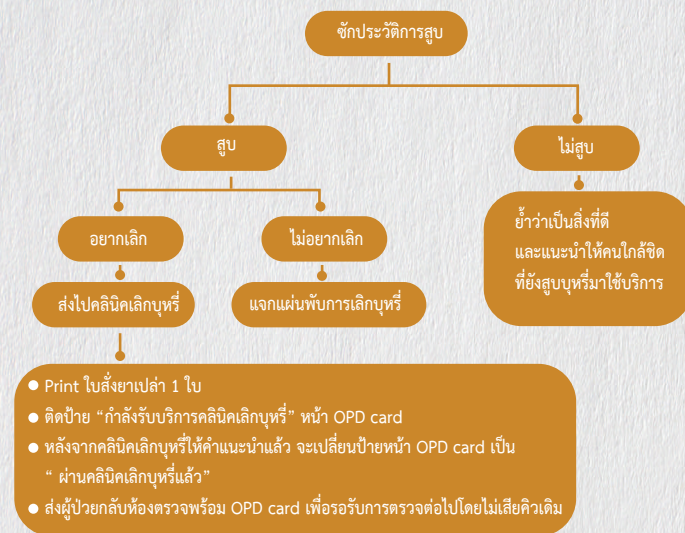 ซักประวัติการสูบ
สูบ
ไม่สูบ
อยากเลิก
ไม่อยากเลิก
ย้ำว่าเป็นสิ่งที่ดี
และแนะนำให้คนใกล้ชิด
ที่ยังสูบบุหรี่มาใช้บริการ
ส่งไปคลินิคเลิกบุหรี่
แจกแผ่นพับการเลิกบุหรี่
Print ใบสั่งยาเปล่า 1 ใบ
ติดป้าย “กำลังรับบริการคลินิคเลิกบุหรี่” หน้า OPD card
หลังจากคลินิคเลิกบุหรี่ให้คำแนะนำแล้ว จะเปลี่ยนป้ายหน้า OPD card เป็น
“ ผ่านคลินิคเลิกบุหรี่แล้ว”
ส่งผู้ป่วยกลับห้องตรวจพร้อม OPD card เพื่อรอรับการตรวจต่อไปโดยไม่เสียคิวเดิม